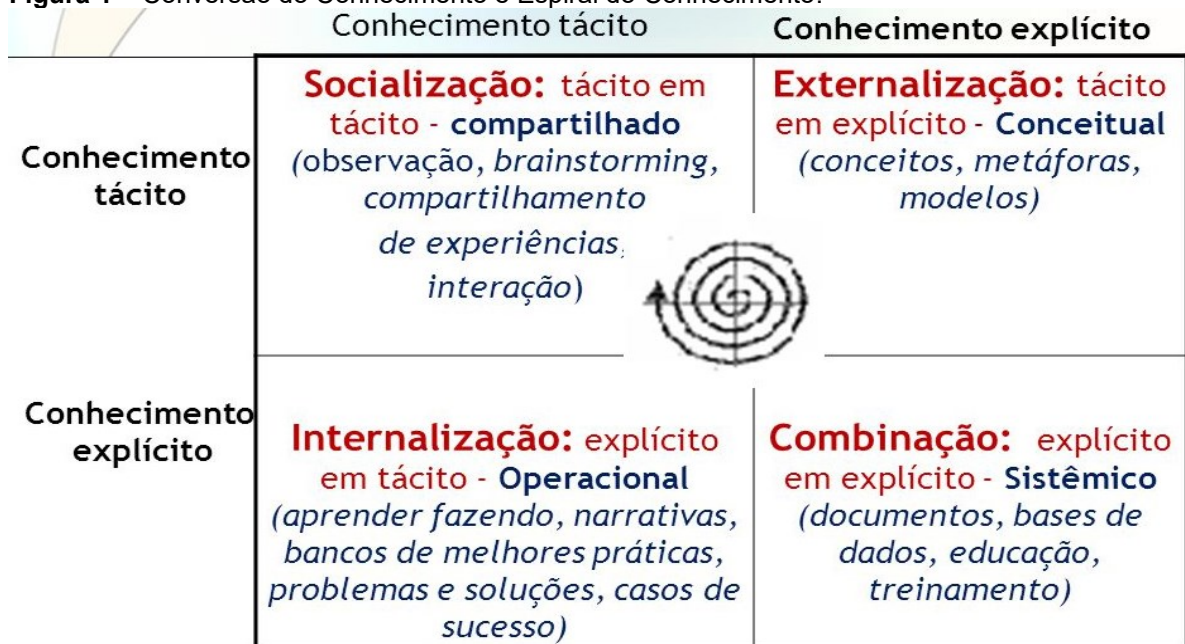 Conhecimento tácito
Conhecimento explícito
Conhecimento
tácito
Socialização: tácito em
tácito - compartilhado
(observação, brainstorming,
compartilhamento
de experiências,
interação)
Externalização: tácito
em explícito - Conceitual
(conceitos, metáforas,
modelos)
Conhecimento
explícito
Internalização: explícito
em tácito - Operacional
(aprender fazendo, narrativas,
bancos de melhores práticas,
problemas e soluções, casos de
sucesso)
Combinação: explícito
em explícito - Sistêmico
(documentos, bases de
dados, educação,
treinamento)